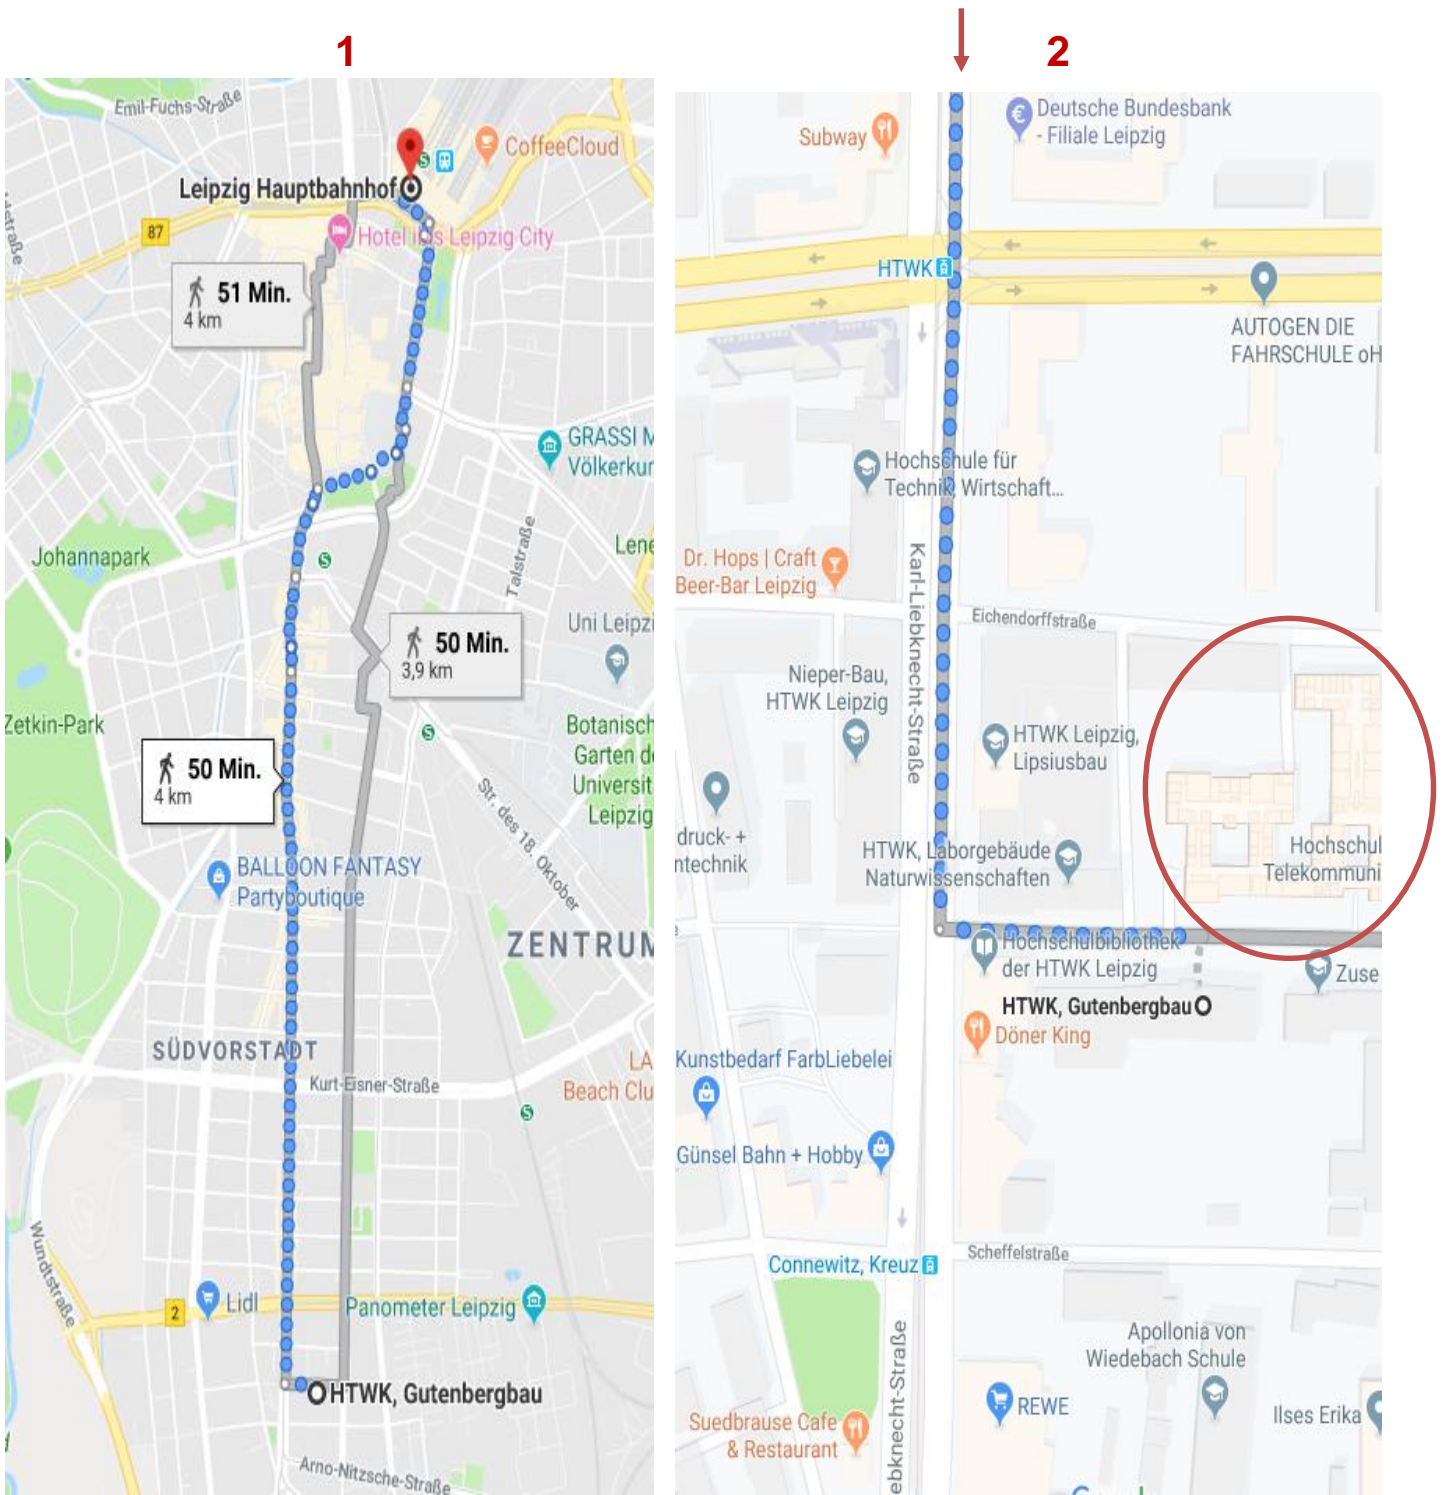 1
Emil-Fuchs-Straße
CoffeeCloud
Leipzig Hauptbahnhof
87
Hotel ibis Leipzig City
51 Min.
4 km
GRASSI M
Völkerkur
Johannapark
Talstraße
Lene
Uni Leipzi
50 Min.
3,9 km
Zetkin-Park
Botanisch
Garten de
Universit
Leipzig
50 Min.
4 km
Str. des 18. Oktober
BALLOON FANTASY
Partyboutique
ZENTRUM
SÜDVORSTADT
Kurt-Eisner-Straße
LA
Beach Clu
Wundtstraße
Lidl
2
Panometer Leipzig
HTWK, Gutenbergbau
Arno-Nitzsche-Straße
2
Deutsche Bundesbank
- Filiale Leipzig
Subway
HTWK
AUTOGEN DIE
FAHRSCHULE oH
Hochschule für
Technik, Wirtschaft...
Dr. Hops | Craft
Beer-Bar Leipzig
Karl-Liebknecht-Straße
Eichendorffstraße
Nieper-Bau,
HTWK Leipzig
HTWK Leipzig,
Lipsiusbau
druck- +
ntechnik
HTWK, Laborgebäude
Naturwissenschaften
Hochschul
Telekommuni
Hochschulbibliothek
der HTWK Leipzig
Zuse
HTWK, Gutenbergbau
Döner King
Kunstbedarf FarbLiebelei
Günsel Bahn + Hobby
Scheffelstraße
Connewitz, Kreuz
Apollonia von
Wiedebach Schule
ebknecht-Straße
REWE
Ilses Erika
Suedbrause Cafe
& Restaurant